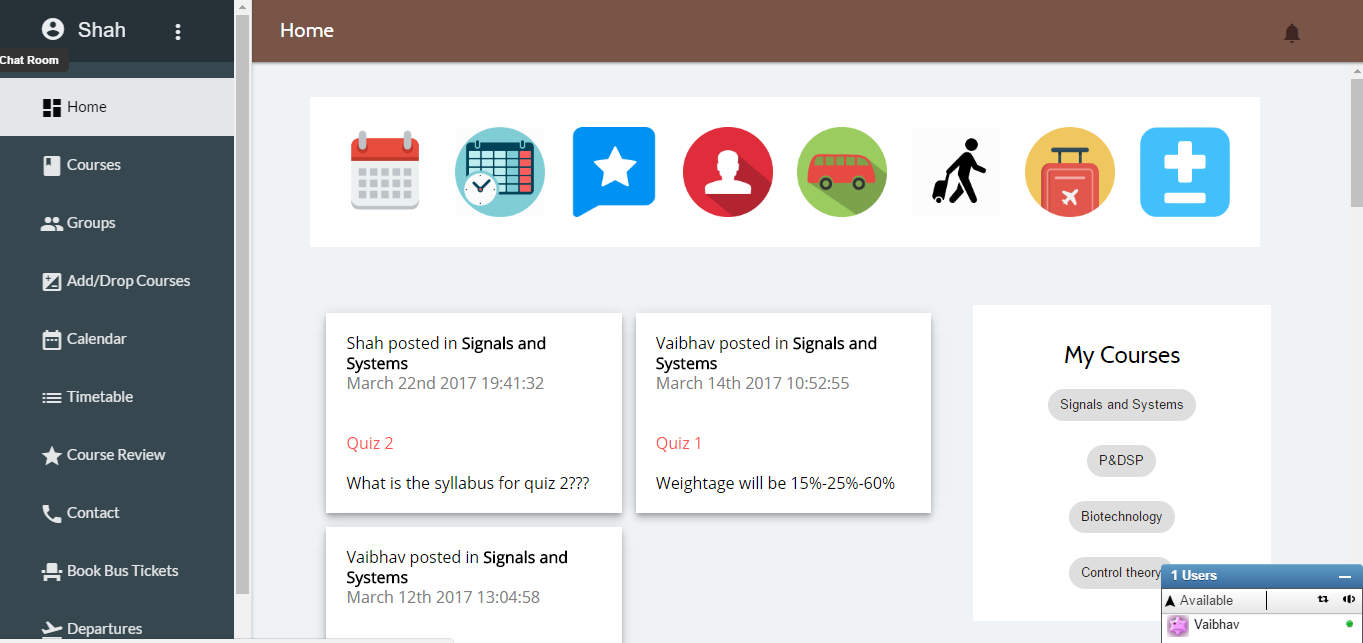 Shah
Chat Room
Home
Courses
Groups
Add/Drop Courses
Calendar
Timetable
Course Review
Contact
Book Bus Tickets
Departures
Home
Shah posted in Signals and
Systems
March 22nd 2017 19:41:32
Quiz 2
What is the syllabus for quiz 2???
Vaibhav posted in Signals and
Systems
March 14th 2017 10:52:55
Quiz 1
Weightage will be 15%-25%-60%
Vaibhav posted in Signals and
Systems
March 12th 2017 13:04:58
My Courses
Signals and Systems
P&DSP
Biotechnology
Control theory
1 Users
Available
Vaibhav